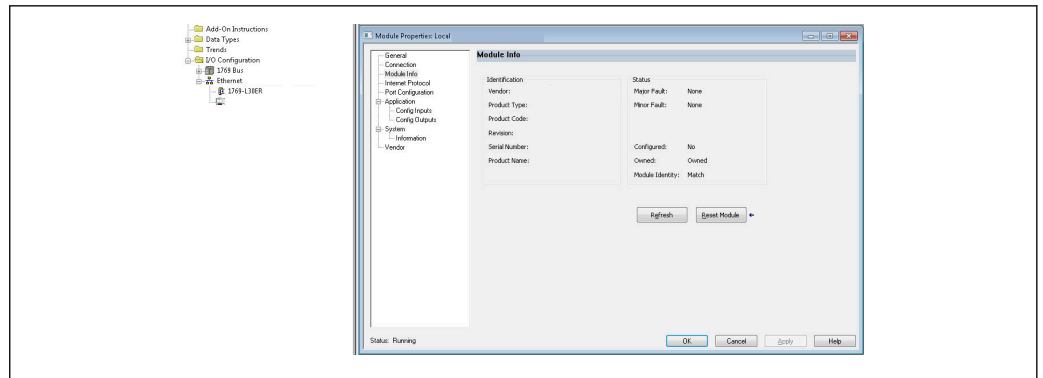 Add-On Instructions
Data Types
Trends
I/O Configuration
1769 Bus
Ethernet
1769-L30ER
Module Properties: Local
General
Connection
Module Info
Internet Protocol
Port Configuration
Application
Config Inputs
Config Outputs
System
Information
Vendor
Module Info
Identification
Vendor:
Product Type:
Product Code:
Revision:
Serial Number:
Product Name:
Status
Major Fault: None
Minor Fault: None
Configured: No
Owned: Owned
Module Identity: Match
Refresh
Reset Module
Status: Running
OK
Cancel
Apply
Help